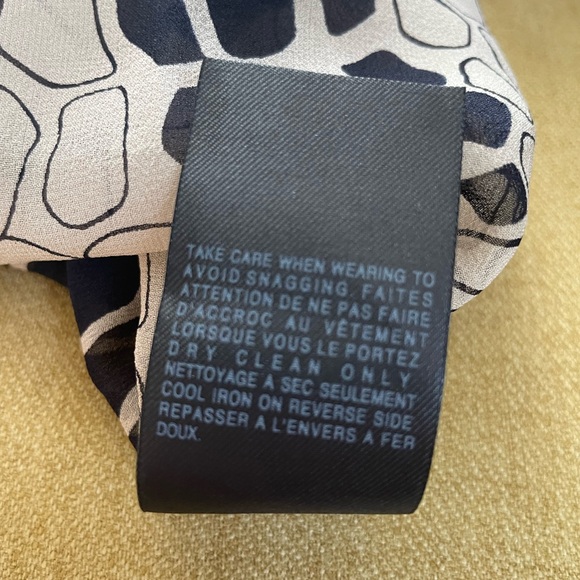 TAKE CARE WHEN WEARING TO
AVOID SNAGGING. FAITES
ATTENTION DE NE PAS FAIRE
D'ACCROC AU VÊTEMENT
LORSQUE VOUS LE PORTEZ
DRY CLEAN ONLY
NETTOYAGE A SEC SEULEMENT
COOL IRON ON REVERSE SIDE
REPASSER A L'ENVERS A FER
DOUX.